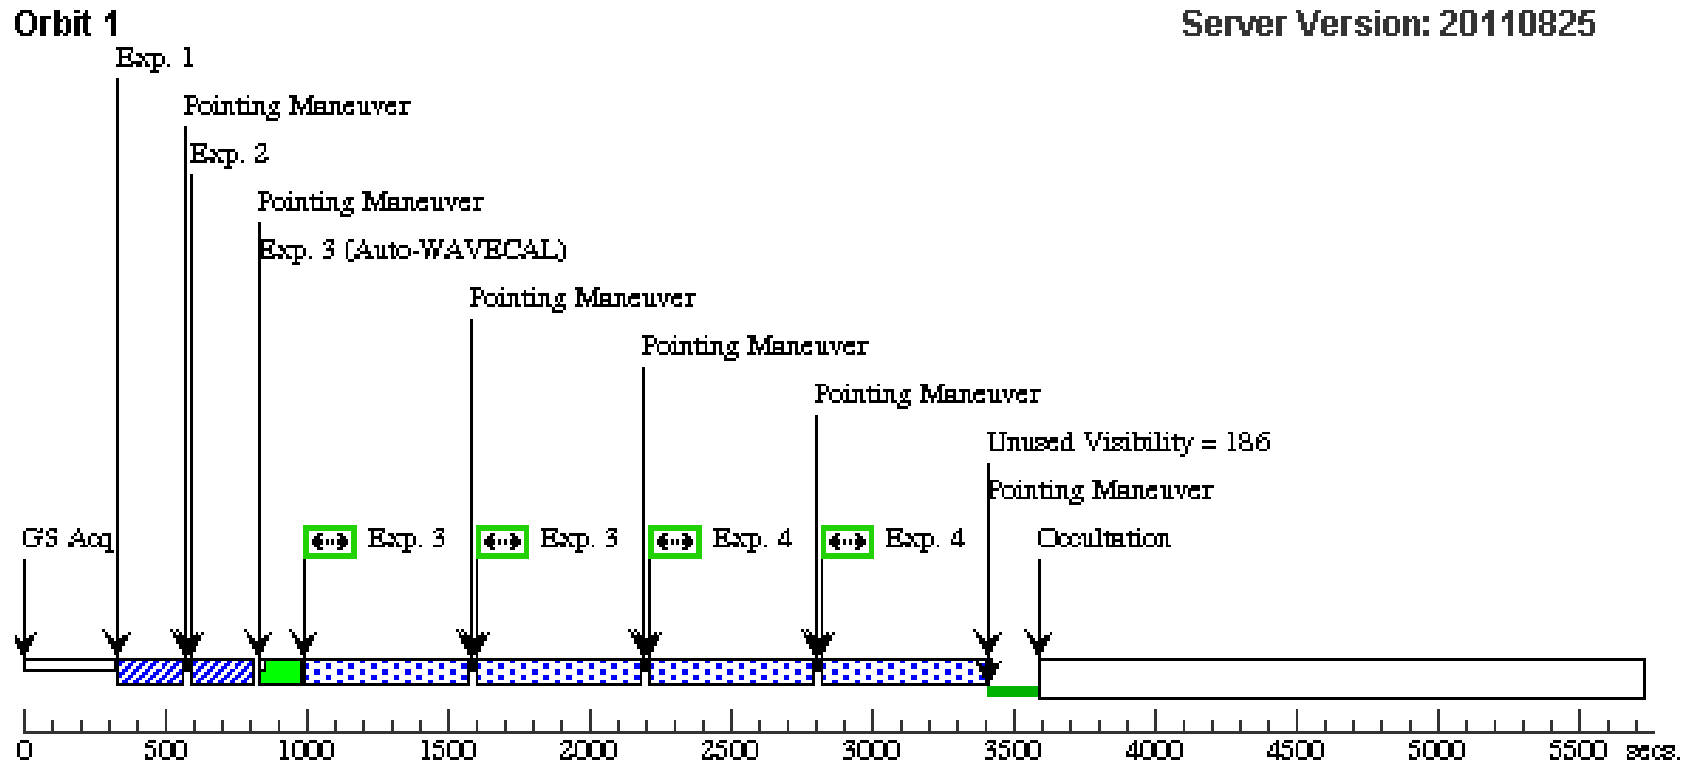 Orbit 1
Server Version: 20110825
Exp. 1
Pointing Maneuver
Exp. 2
Pointing Maneuver
Exp. 3 (Auto-WAVECAL)
Pointing Maneuver
Pointing Maneuver
Pointing Maneuver
Unused Visibility = 186
Pointing Maneuver
GS Acq
Exp. 3
Exp. 3
Exp. 4
Exp. 4
Occultation
0 500 1000 1500 2000 2500 3000 3500 4000 4500 5000 5500 secs.